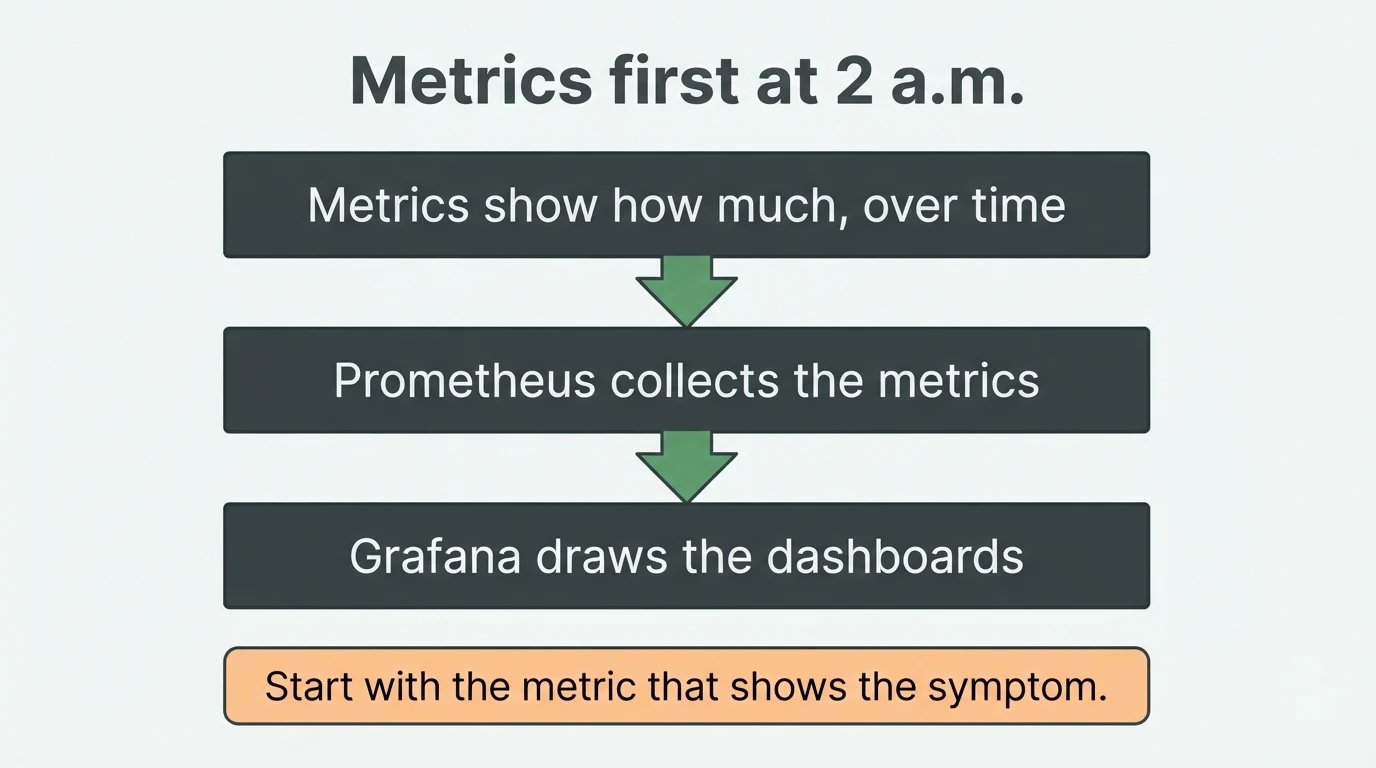 Metrics first at 2 a.m.
Metrics show how much, over time
Prometheus collects the metrics
Grafana draws the dashboards
Start with the metric that shows the symptom.